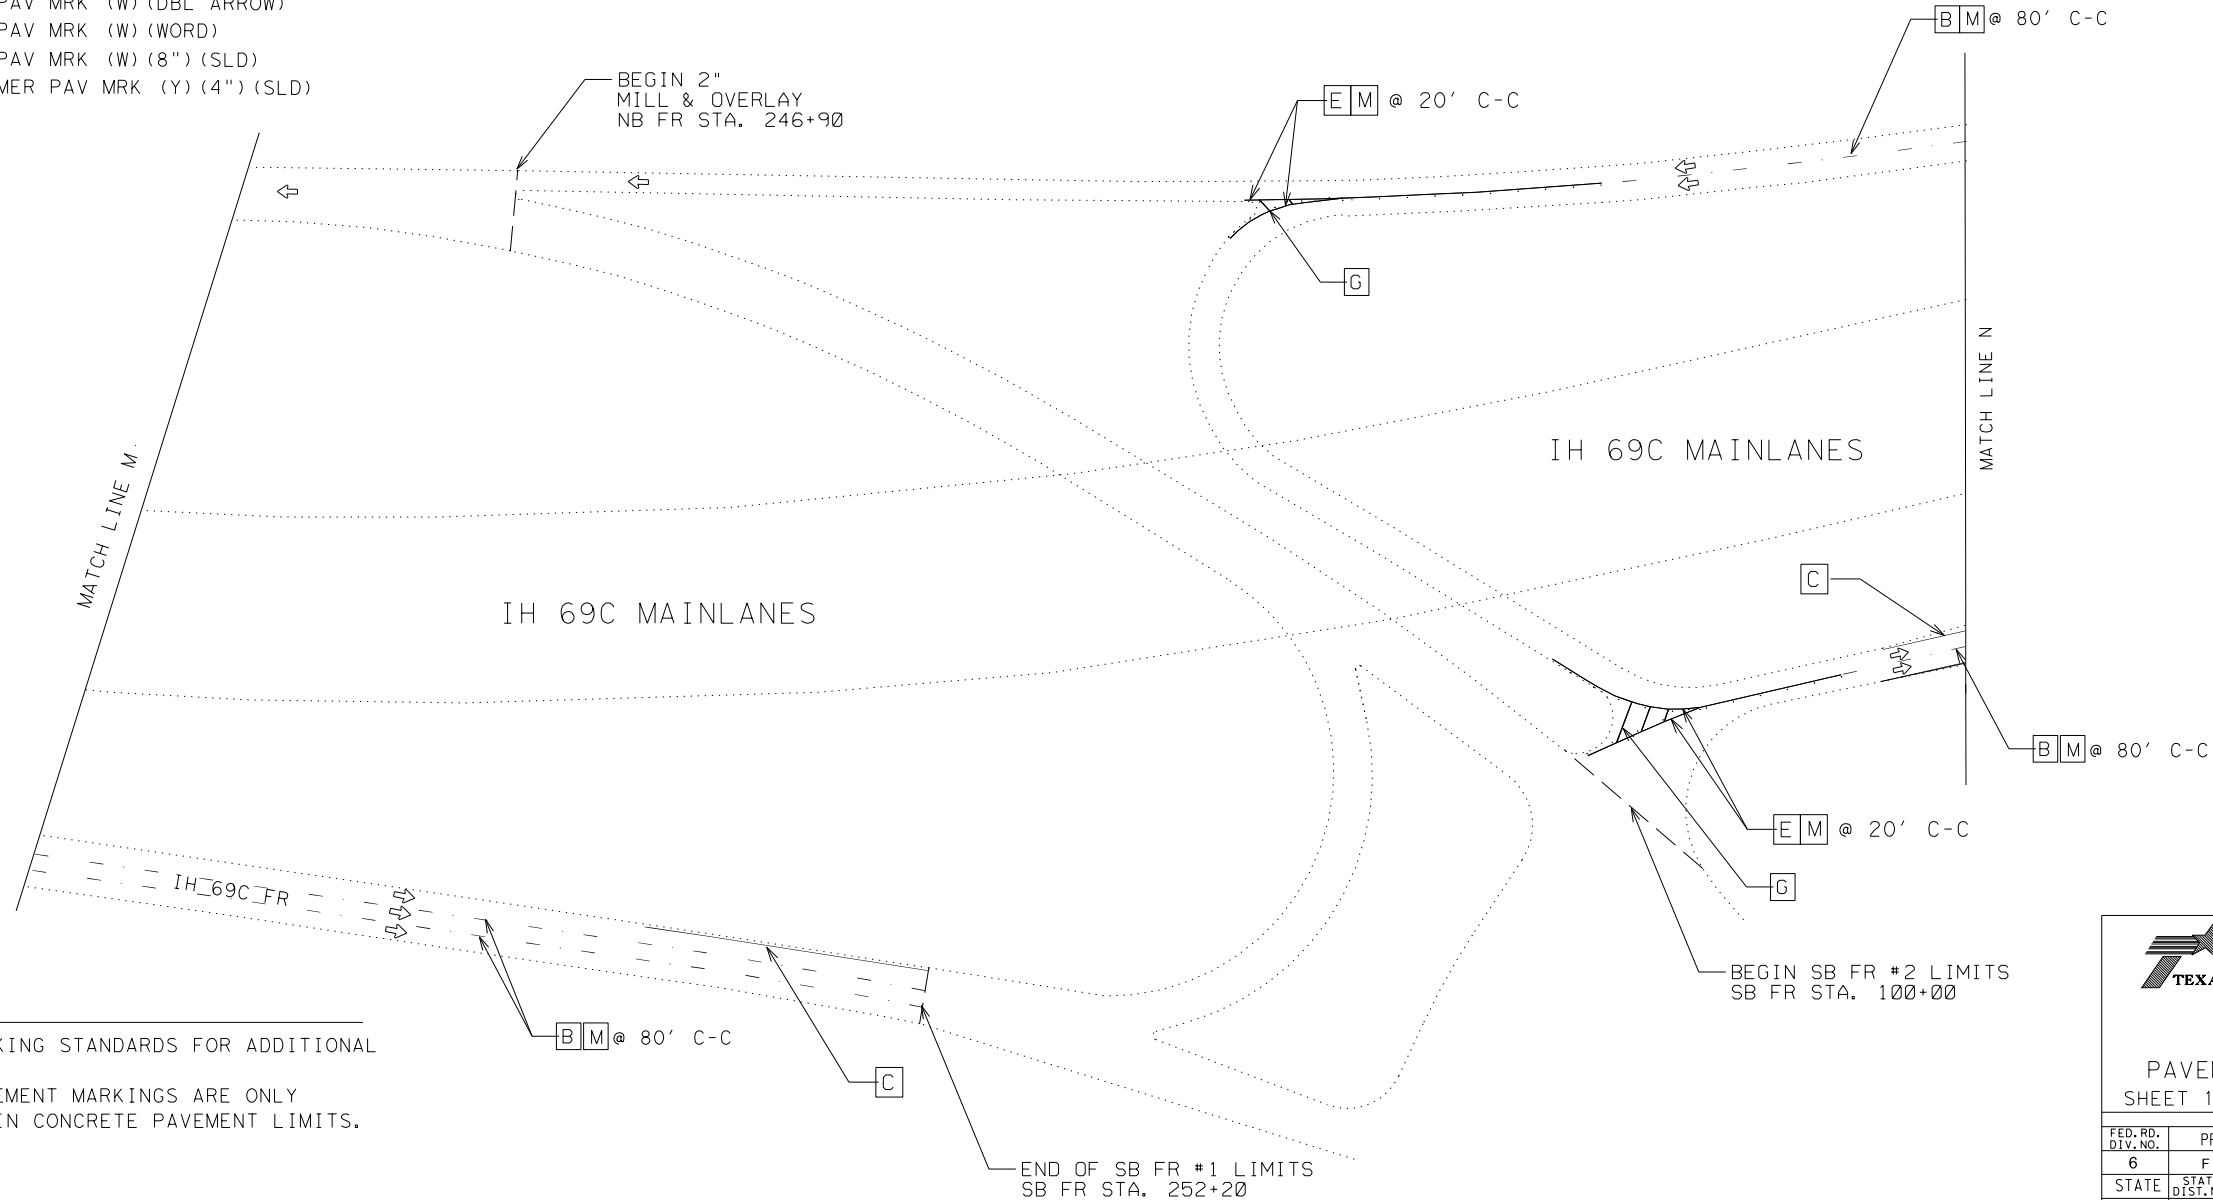 PAV MRK (W)(DBL ARROW)
PAV MRK (W)(WORD)
PAV MRK (W)(8")(SLD)
MER PAV MRK (Y)(4")(SLD)
BEGIN 2"
MILL & OVERLAY
NB FR STA. 246+90
E M @ 20' C-C
B M @ 80' C-C
G
MATCH LINE N
IH 69C MAINLANES
MATCH LINE M
IH 69C MAINLANES
C
B M @ 80' C-C
E M @ 20' C-C
G
IH 69C FR
BEGIN SB FR #2 LIMITS
SB FR STA. 100+00
B M @ 80' C-C
C
END OF SB FR #1 LIMITS
SB FR STA. 252+20
KING STANDARDS FOR ADDITIONAL
EMENT MARKINGS ARE ONLY
IN CONCRETE PAVEMENT LIMITS.
TEXA
PAVE
SHEET 1
FED.RD.
DIV.NO.
6
F
STATE
DIST.